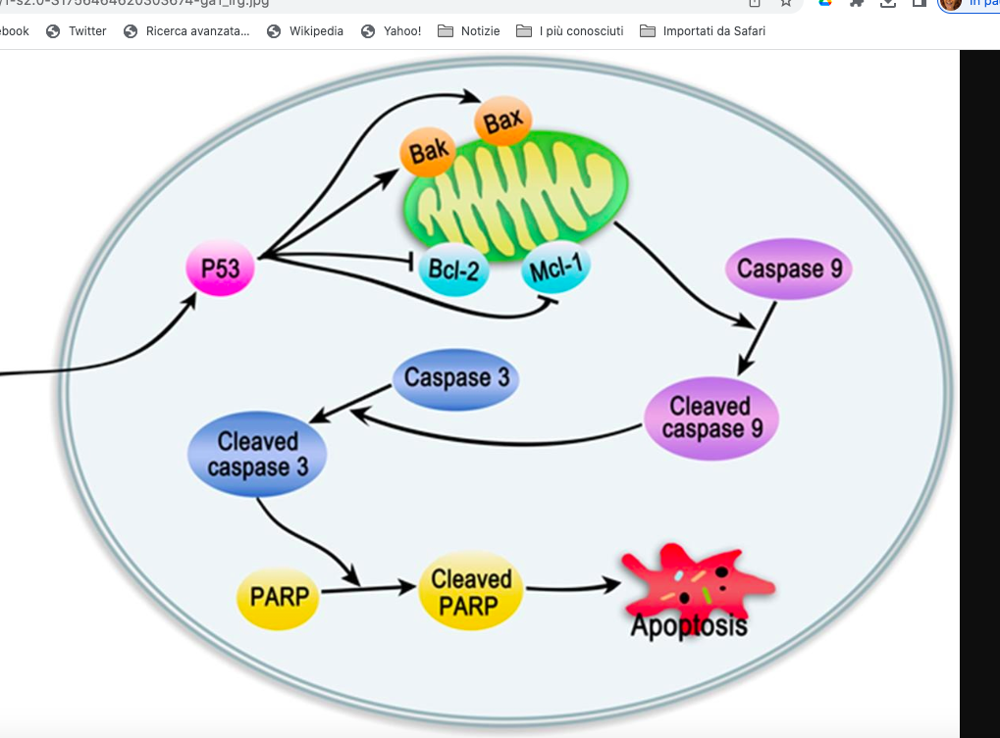 ebook Twitter Ricerca avanzata... Wikipedia Yahoo! Notizie I più conosciuti Importati da Safari
Bax
Bak
P53
Bcl-2
Mcl-1
Caspase 9
Caspase 3
Cleaved
caspase 9
Cleaved
caspase 3
PARP
Cleaved
PARP
Apoptosis